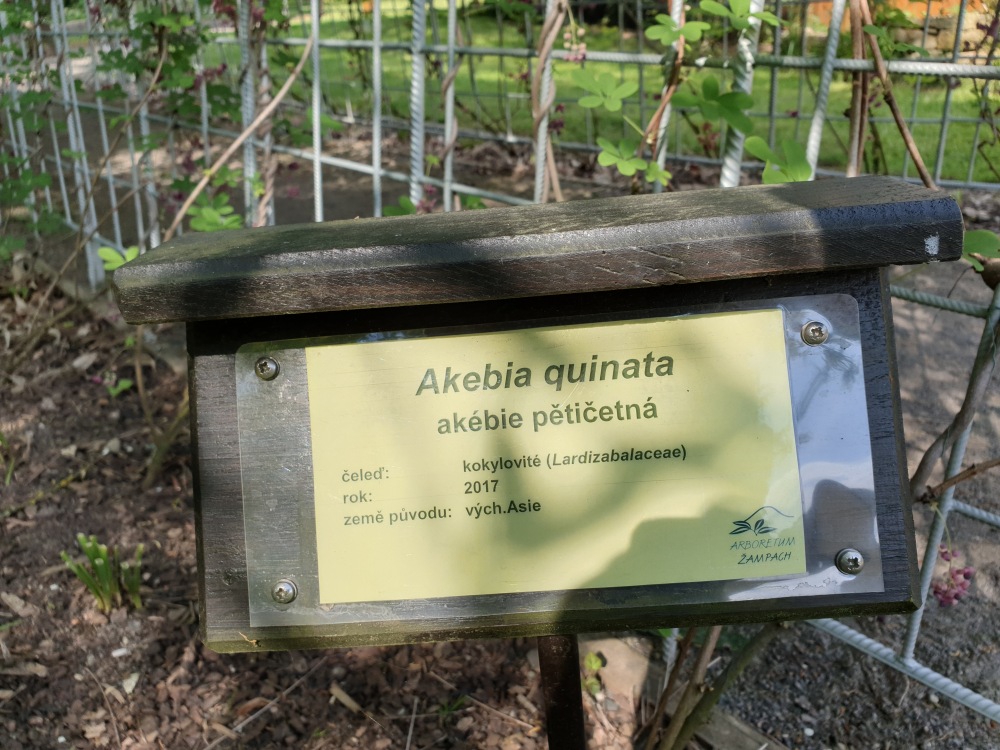 Akebia quinata
akébie pětičetná
čeleď: kokylovité (Lardizabalaceae)
rok: 2017
země původu: vých.Asie
ARBORETUM
ŽAMPACH